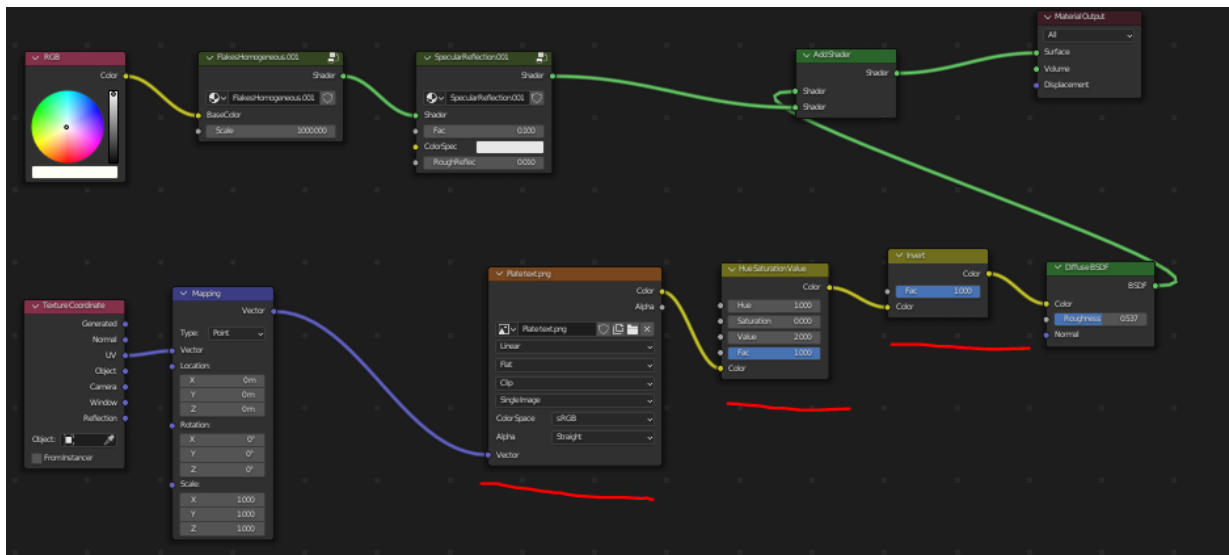 RGB
Color
FlakesHomogeneous.001
Shader
FlakesHomogeneous.001
BaseColor
Scale 1000.000
SpecularReflection.001
Shader
SpecularReflection.001
Shader
Fac 0.100
ColorSpec
RoughReflec 0.010
Add Shader
Shader
Shader
Shader
Material Output
All
Surface
Volume
Displacement
Texture Coordinate
Generated
Normal
UV
Object
Camera
Window
Reflection
Object:
From Instancer
Mapping
Vector
Type: Point
Vector
Location:
X 0m
Y 0m
Z 0m
Rotation:
X 0°
Y 0°
Z 0°
Scale:
X 1.000
Y 1.000
Z 1.000
Platetext.png
Color
Alpha
Platetext.png
Linear
Flat
Clip
Single Image
Color Space sRGB
Alpha Straight
Vector
Hue Saturation Value
Color
Hue 1.000
Saturation 0.000
Value 2.000
Fac 1.000
Color
Invert
Color
Fac 1.000
Color
Diffuse BSDF
BSDF
Color
Roughness 0.537
Normal